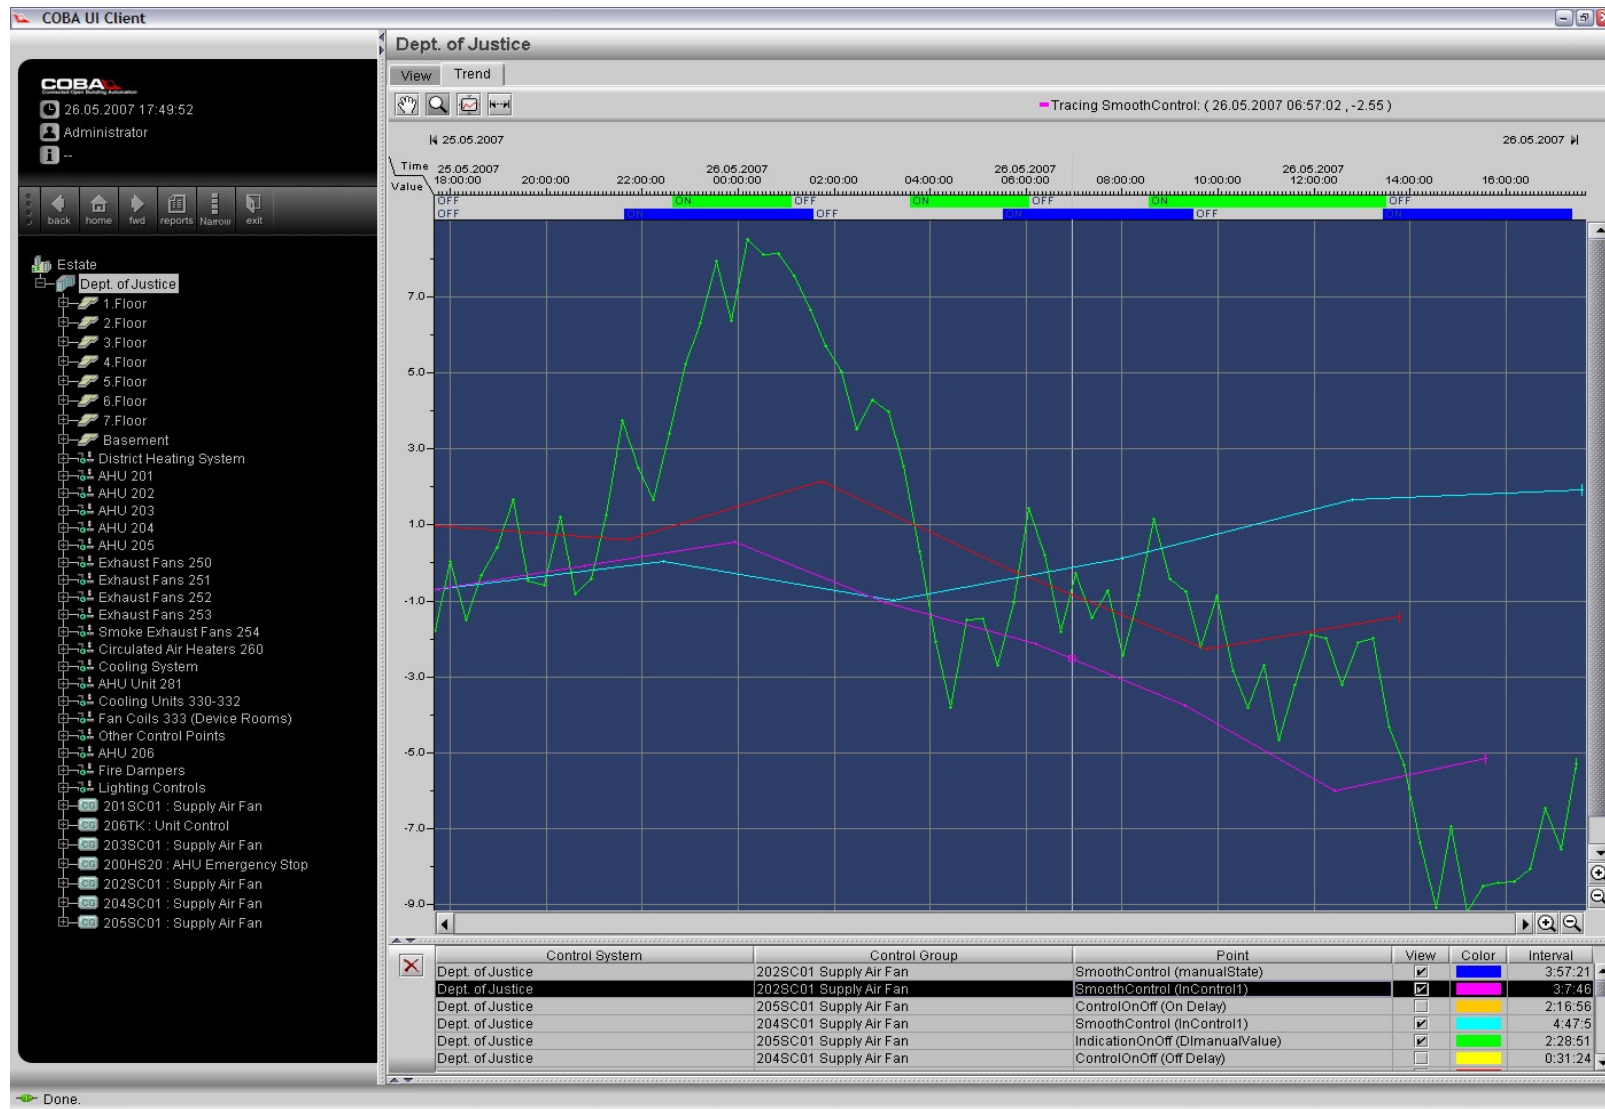 COBA UI Client
COBA
Connected Open Building Automation
26.05.2007 17:49:52
Administrator
--
back home fwd reports Narrow exit
Estate
Dept. of Justice
1.Floor
2.Floor
3.Floor
4.Floor
5.Floor
6.Floor
7.Floor
Basement
District Heating System
AHU 201
AHU 202
AHU 203
AHU 204
AHU 205
Exhaust Fans 250
Exhaust Fans 251
Exhaust Fans 252
Exhaust Fans 253
Smoke Exhaust Fans 254
Circulated Air Heaters 260
Cooling System
AHU Unit 281
Cooling Units 330-332
Fan Coils 333 (Device Rooms)
Other Control Points
AHU 206
Fire Dampers
Lighting Controls
CG 201SC01 : Supply Air Fan
CG 206TK : Unit Control
CG 203SC01 : Supply Air Fan
CG 200HS20 : AHU Emergency Stop
CG 202SC01 : Supply Air Fan
CG 204SC01 : Supply Air Fan
CG 205SC01 : Supply Air Fan
Dept. of Justice
View Trend
Tracing SmoothControl: ( 26.05.2007 06:57:02 , -2.55 )
25.05.2007 26.05.2007
Time 25.05.2007 26.05.2007 26.05.2007 26.05.2007
Value 18:00:00 20:00:00 22:00:00 00:00:00 02:00:00 04:00:00 06:00:00 08:00:00 10:00:00 12:00:00 14:00:00 16:00:00
OFF ON OFF ON OFF ON OFF
OFF ON OFF ON OFF ON
7.0
5.0
3.0
1.0
-1.0
-3.0
-5.0
-7.0
-9.0
Control System Control Group Point View Color Interval
Dept. of Justice 202SC01 Supply Air Fan SmoothControl (manualState) 3:57:21
Dept. of Justice 202SC01 Supply Air Fan SmoothControl (InControl1) 3:7:46
Dept. of Justice 205SC01 Supply Air Fan ControlOnOff (On Delay) 2:16:56
Dept. of Justice 204SC01 Supply Air Fan SmoothControl (InControl1) 4:47:5
Dept. of Justice 205SC01 Supply Air Fan IndicationOnOff (DImanualValue) 2:28:51
Dept. of Justice 204SC01 Supply Air Fan ControlOnOff (Off Delay) 0:31:24
Done.